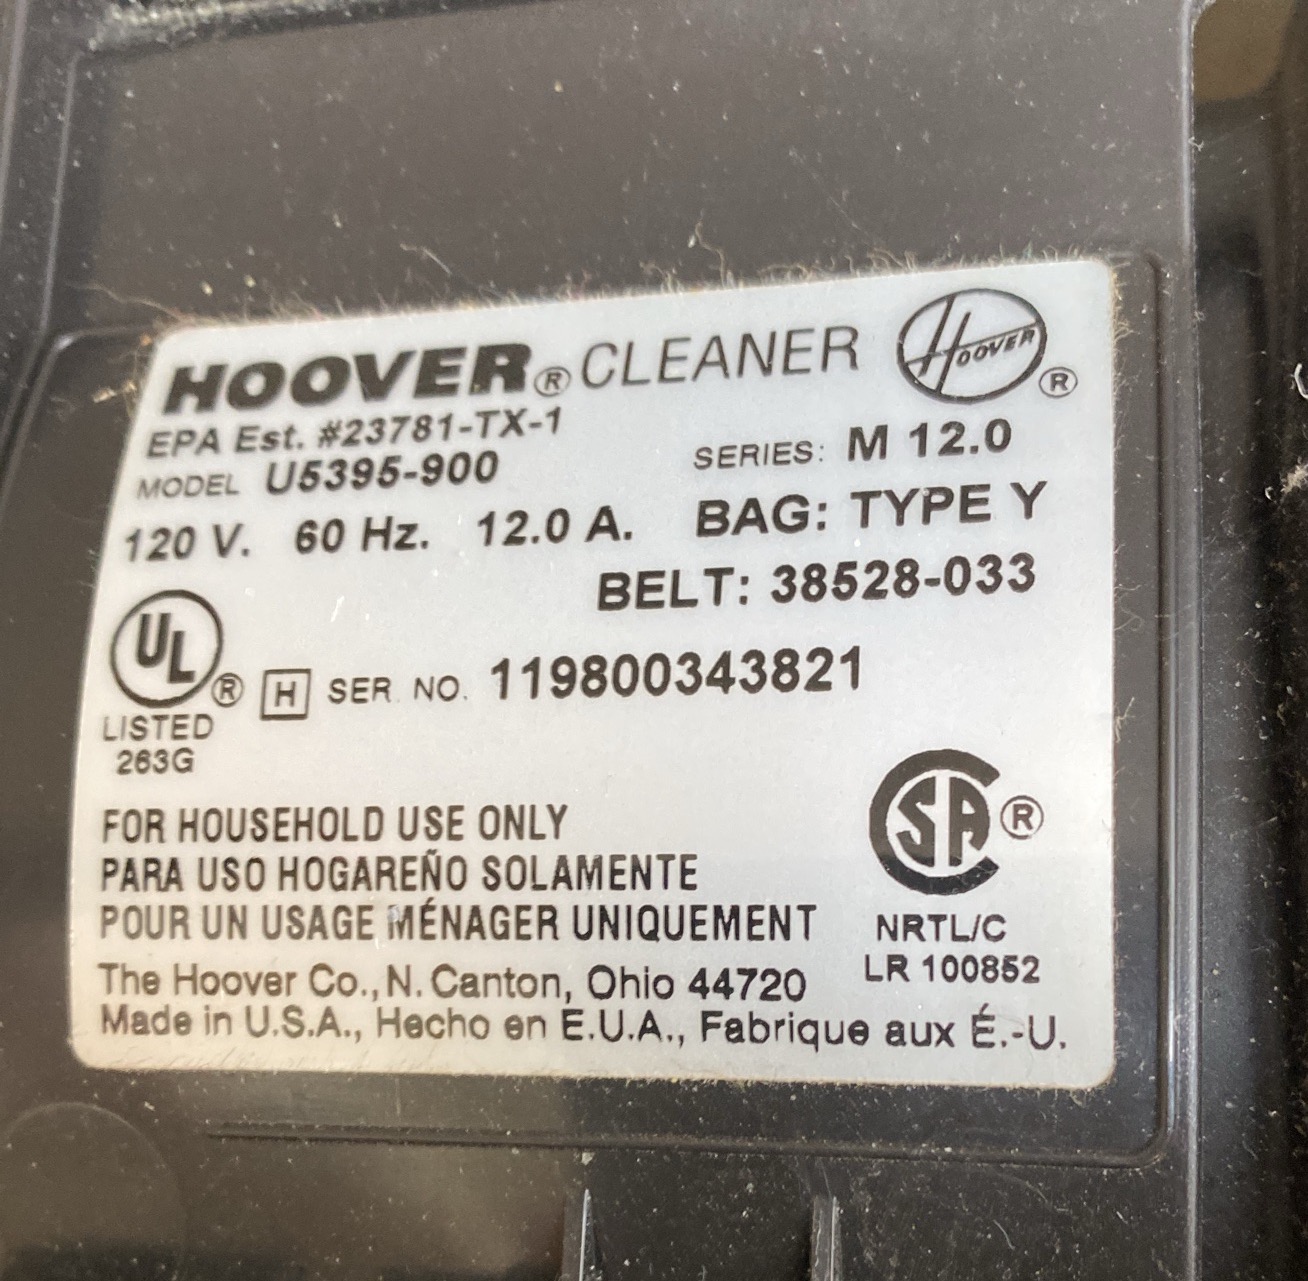 HOOVER® CLEANER HOOVER ®
EPA Est. #23781-TX-1
MODEL U5395-900 SERIES: M 12.0
120 V. 60 Hz. 12.0 A. BAG: TYPE Y
BELT: 38528-033
UL ® H SER. NO. 119800343821
LISTED
263G
FOR HOUSEHOLD USE ONLY
PARA USO HOGAREÑO SOLAMENTE
POUR UN USAGE MÉNAGER UNIQUEMENT
SA ®
NRTL/C
LR 100852
The Hoover Co., N. Canton, Ohio 44720
Made in U.S.A., Hecho en E.U.A., Fabrique aux É.-U.